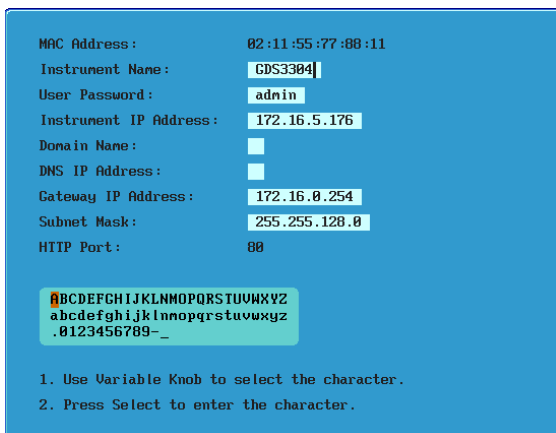 MAC Address: 02:11:55:77:88:11
Instrument Name: GDS3304
User Password: admin
Instrument IP Address: 172.16.5.176
Domain Name:
DNS IP Address:
Gateway IP Address: 172.16.0.254
Subnet Mask: 255.255.128.0
HTTP Port: 80
ABCDEFGHIJKLNMOPQRSTUVWXYZ
abcdefghijklnmopqrstuvwxyz
.0123456789-_
1. Use Variable Knob to select the character.
2. Press Select to enter the character.